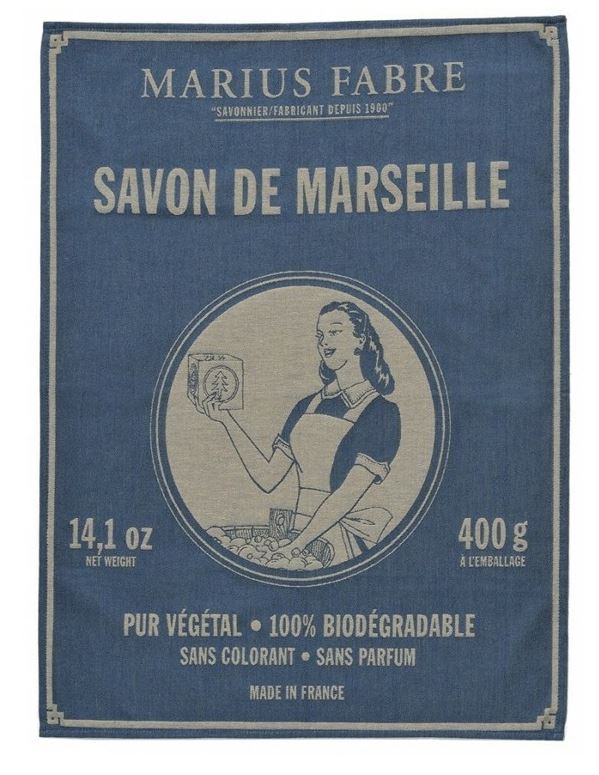 MARIUS FABRE
"SAVONNIER/FABRICANT DEPUIS 1900"
SAVON DE MARSEILLE
14,1 oz
NET WEIGHT
400 g
À L'EMBALLAGE
PUR VÉGÉTAL • 100% BIODÉGRADABLE
SANS COLORANT • SANS PARFUM
MADE IN FRANCE